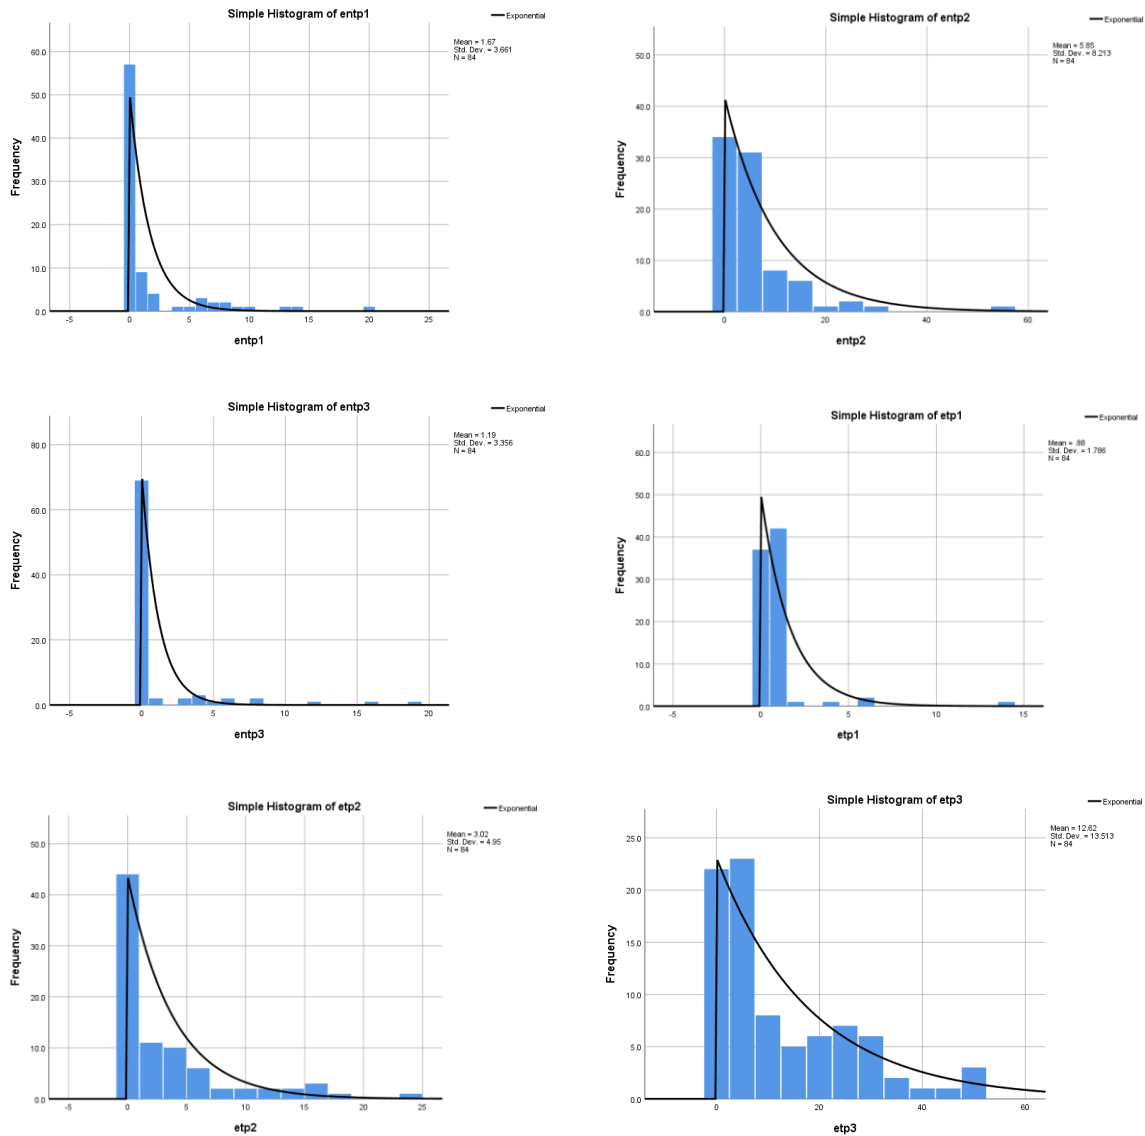 Simple Histogram of entp1
Exponential
Mean = 1.67
Std. Dev. = 3.661
N = 84
60.0
50.0
40.0
30.0
20.0
10.0
0.0
Frequency
-5 0 5 10 15 20 25
entp1
Simple Histogram of entp2
Exponential
Mean = 5.85
Std. Dev. = 8.213
N = 84
50.0
40.0
30.0
20.0
10.0
0.0
Frequency
0 20 40 60
entp2
Simple Histogram of entp3
Exponential
Mean = 1.19
Std. Dev. = 3.356
N = 84
80.0
60.0
40.0
20.0
0.0
Frequency
-5 0 5 10 15 20
entp3
Simple Histogram of etp1
Exponential
Mean = .88
Std. Dev. = 1.786
N = 84
60.0
50.0
40.0
30.0
20.0
10.0
0.0
Frequency
-5 0 5 10 15
etp1
Simple Histogram of etp2
Exponential
Mean = 3.02
Std. Dev. = 4.95
N = 84
50.0
40.0
30.0
20.0
10.0
0.0
Frequency
-5 0 5 10 15 20 25
etp2
Simple Histogram of etp3
Exponential
Mean = 12.62
Std. Dev. = 13.513
N = 84
25.0
20.0
15.0
10.0
5.0
0.0
Frequency
0 20 40 60
etp3